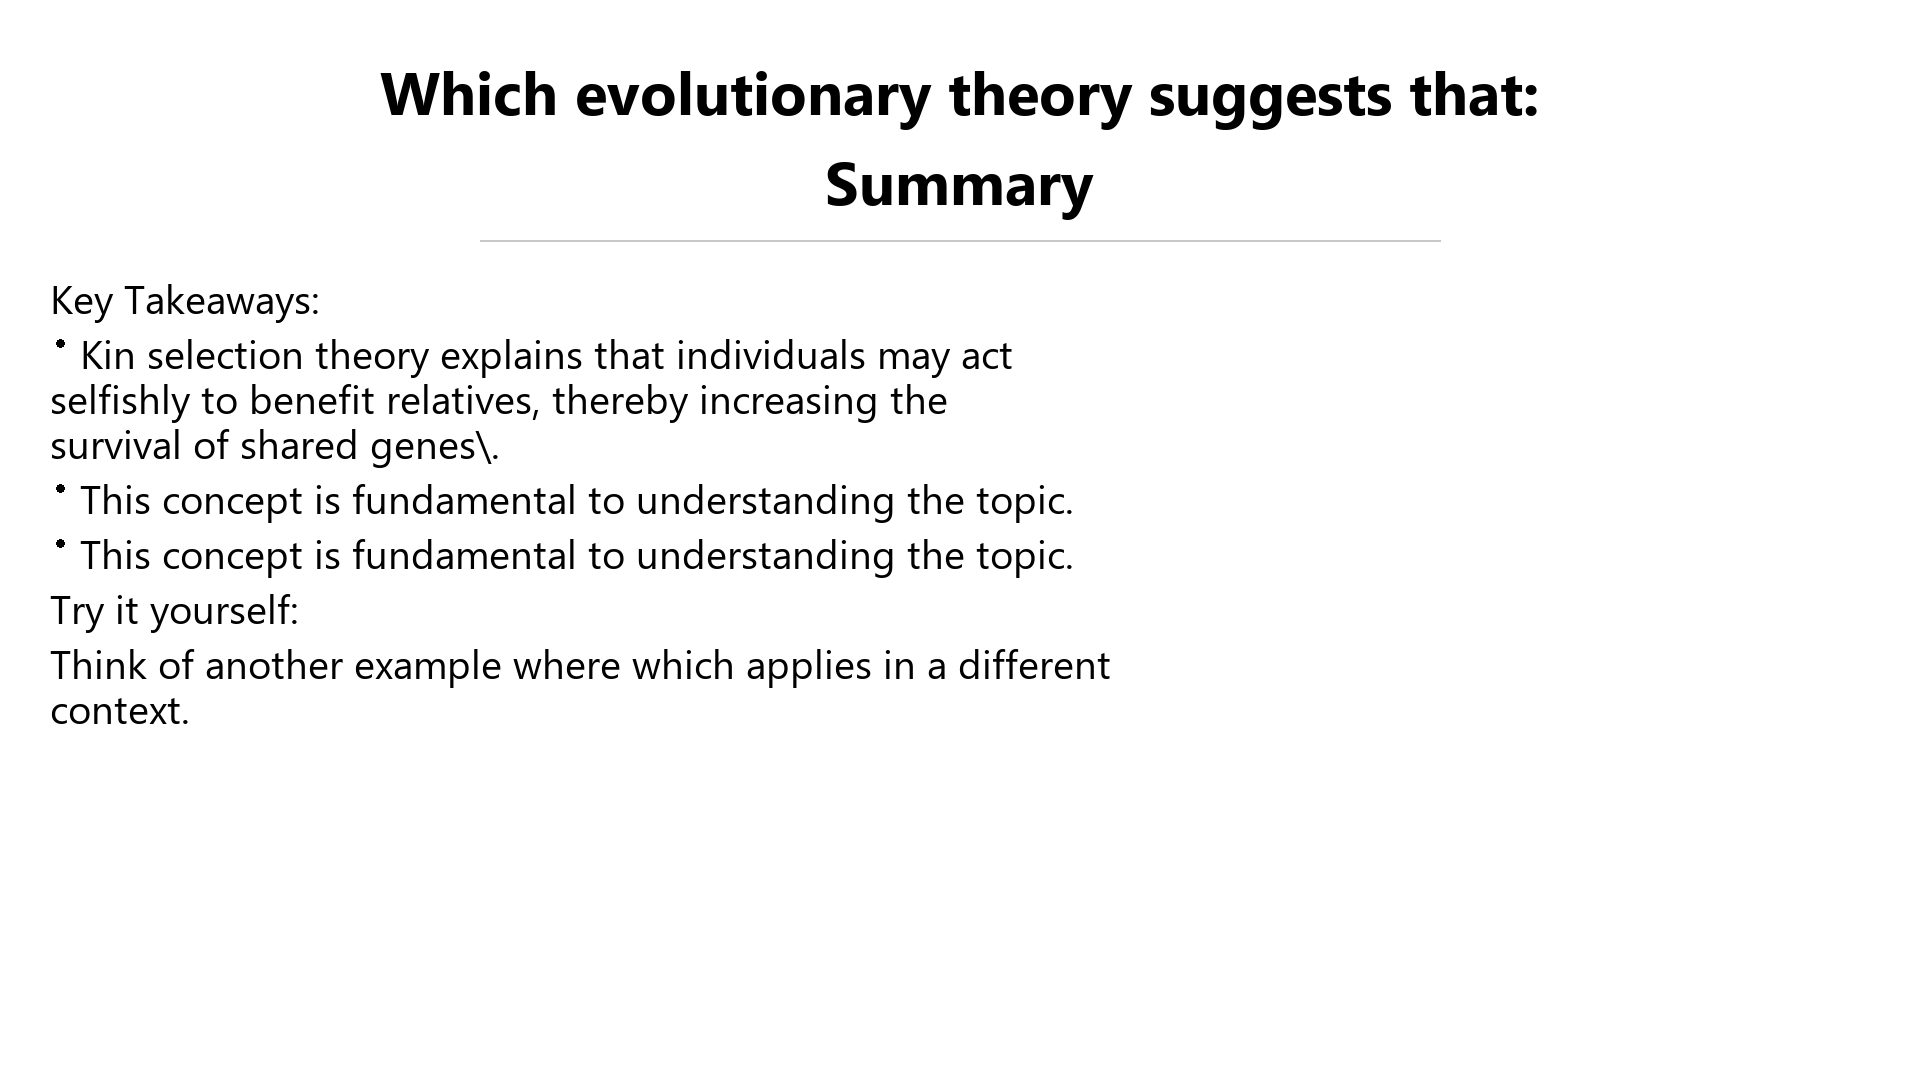 Which evolutionary theory suggests that:
Summary
Key Takeaways:
• Kin selection theory explains that individuals may act
selfishly to benefit relatives, thereby increasing the
survival of shared genes\.
• This concept is fundamental to understanding the topic.
• This concept is fundamental to understanding the topic.
Try it yourself:
Think of another example where which applies in a different
context.